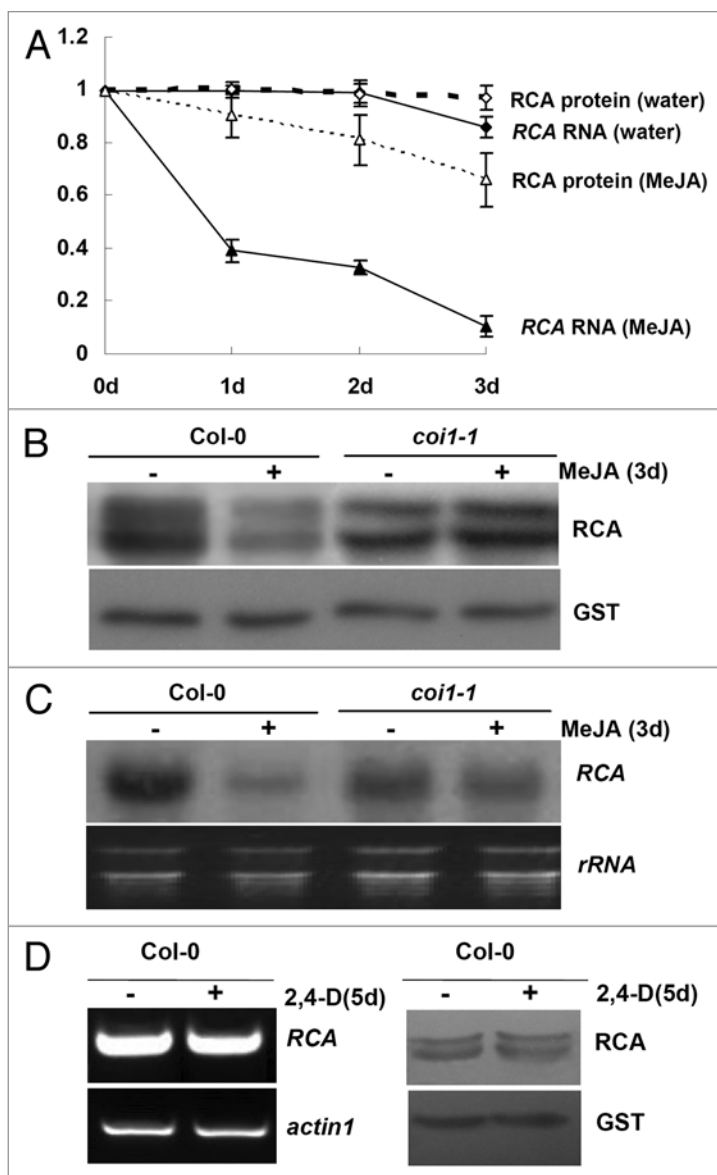 A
1.2
1
0.8
0.6
0.4
0.2
0
0d 1d 2d 3d
RCA protein (water)
RCA RNA (water)
RCA protein (MeJA)
RCA RNA (MeJA)
B
Col-0 coi1-1
- + - + MeJA (3d)
RCA
GST
C
Col-0 coi1-1
- + - + MeJA (3d)
RCA
rRNA
D
Col-0
- + 2,4-D(5d)
RCA
actin1
Col-0
- + 2,4-D(5d)
RCA
GST